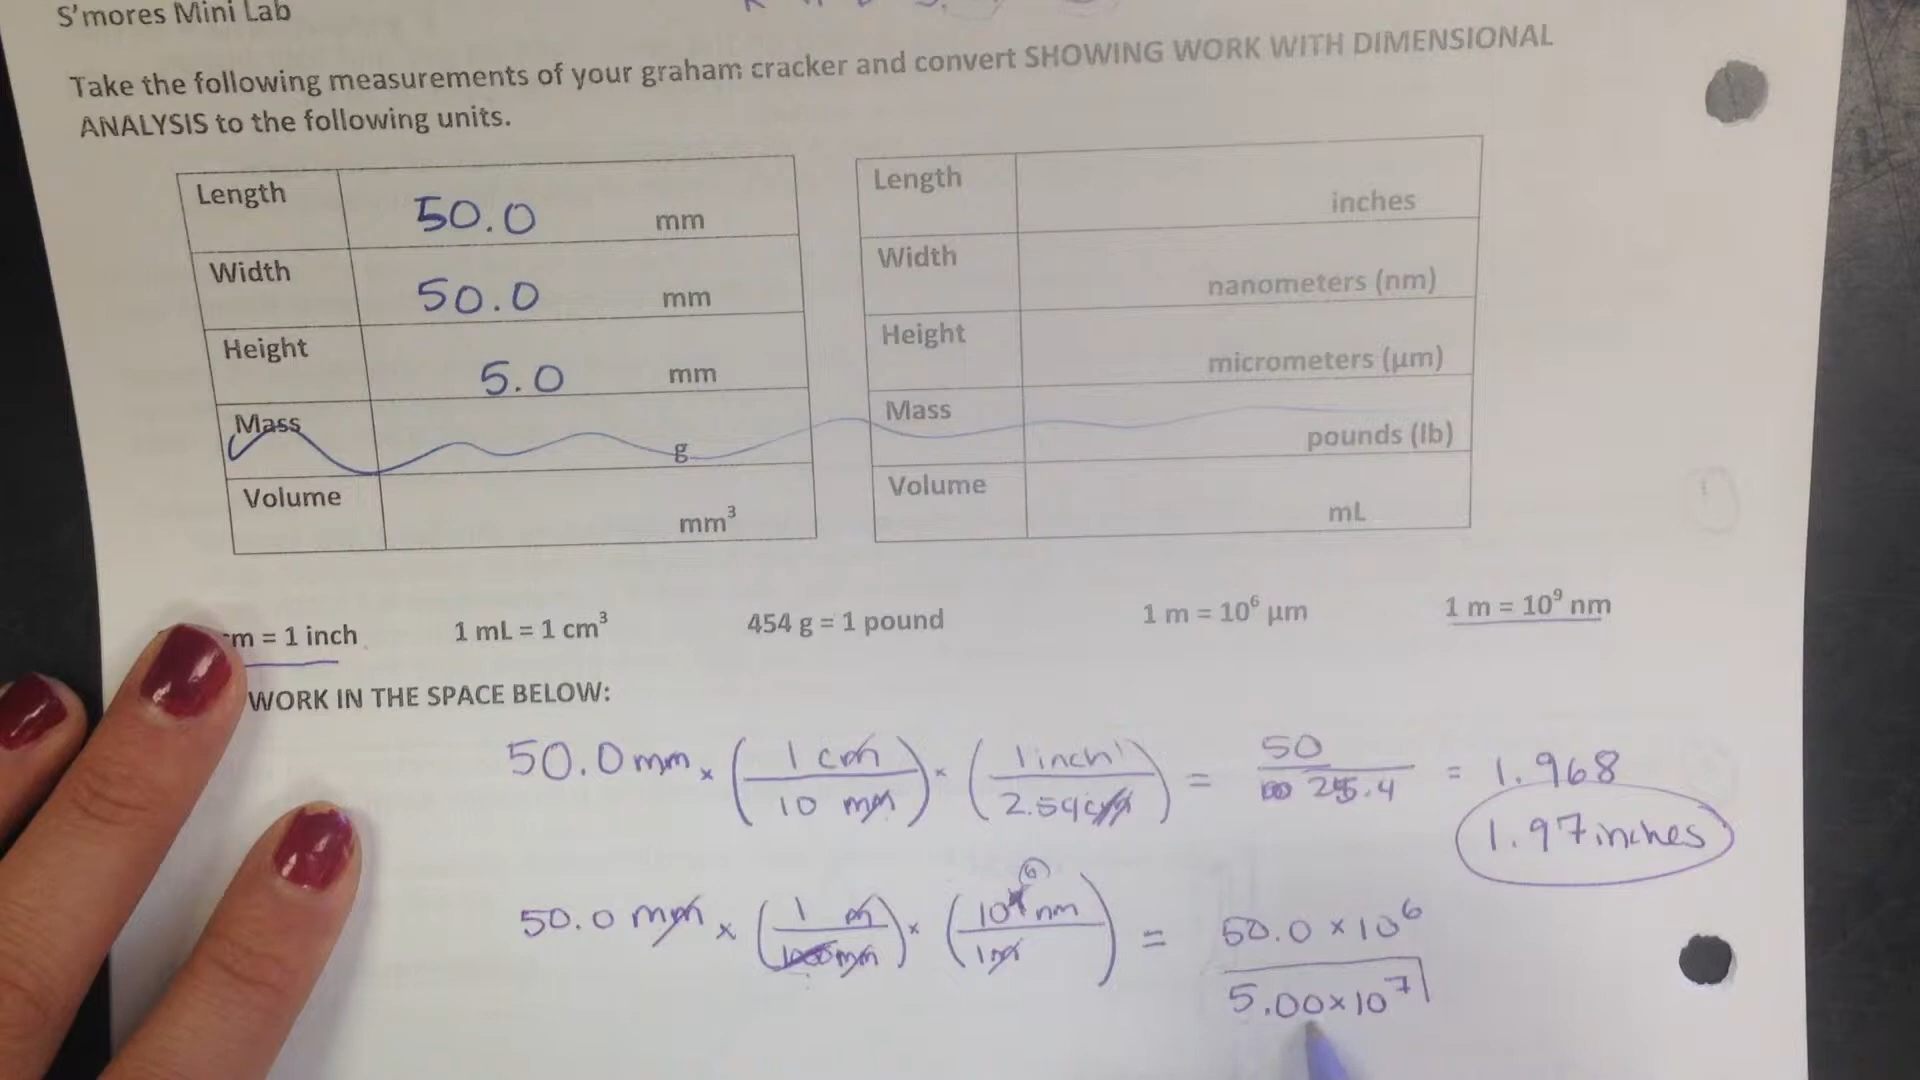 S'mores Mini Lab
Take the following measurements of your graham cracker and convert SHOWING WORK WITH DIMENSIONAL
ANALYSIS to the following units.
Length 50.0 mm
Width 50.0 mm
Height 5.0 mm
Mass g
Volume mm³
Length inches
Width nanometers (nm)
Height micrometers (µm)
Mass pounds (lb)
Volume mL
m = 1 inch 1 mL = 1 cm³ 454 g = 1 pound 1 m = 10⁶ µm 1 m = 10⁹ nm
WORK IN THE SPACE BELOW:
50.0 mm × (1 cm / 10 mm) × (1 inch / 2.54 cm) = 50 / 25.4 = 1.968
1.97 inches
50.0 mm × (1 m / 1000 mm) × (10⁶ nm / 1 m) = 50.0 × 10⁶
5.00 × 10⁷